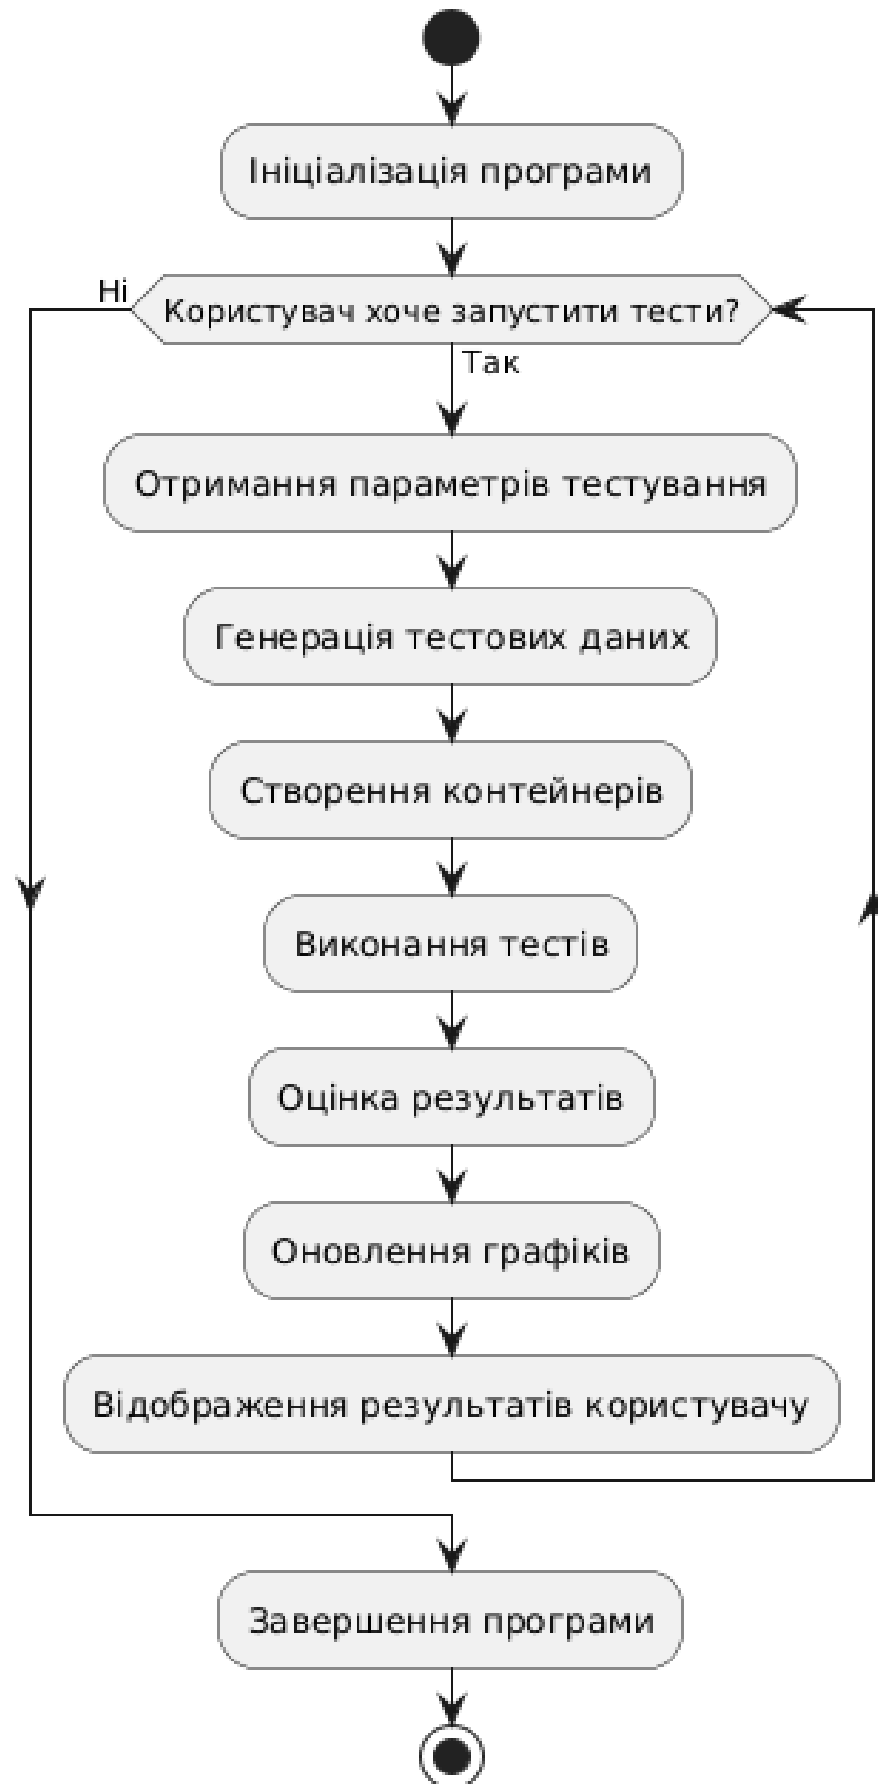 Ініціалізація програми
Ні
Користувач хоче запустити тести?
Так
Отримання параметрів тестування
Генерація тестових даних
Створення контейнерів
Виконання тестів
Оцінка результатів
Оновлення графіків
Відображення результатів користувачу
Завершення програми